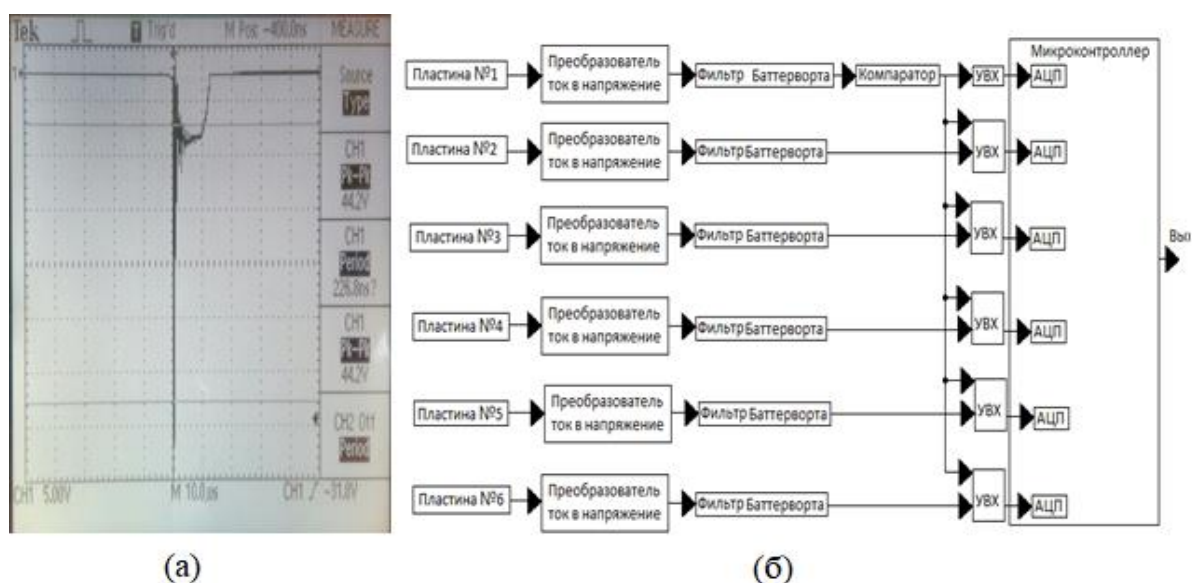 Tek Trig'd M Pos: -400.0ns MEASURE
1
Source
Type
CH1
Pk-Pk
44.2V
CH1
Period
226.8ns?
CH1
Pk-Pk
44.2V
CH2 Off
Period
CH1 5.00V M 10.0µs CH1 -31.8V
(а)
Микроконтроллер
Пластина №1
Преобразователь
ток в напряжение
Фильтр Баттерворта
Компаратор
УВХ
АЦП
Пластина №2
Преобразователь
ток в напряжение
Фильтр Баттерворта
УВХ
АЦП
Пластина №3
Преобразователь
ток в напряжение
Фильтр Баттерворта
УВХ
АЦП
Вых
Пластина №4
Преобразователь
ток в напряжение
Фильтр Баттерворта
УВХ
АЦП
Пластина №5
Преобразователь
ток в напряжение
Фильтр Баттерворта
УВХ
АЦП
Пластина №6
Преобразователь
ток в напряжение
Фильтр Баттерворта
УВХ
АЦП
(б)